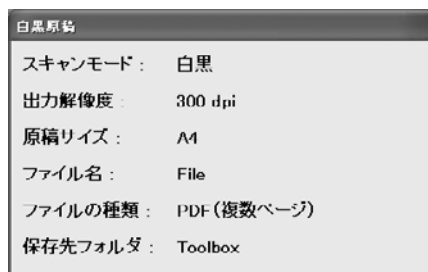 白黒原稿
スキャンモード： 白黒
出力解像度： 300 dpi
原稿サイズ： A4
ファイル名： File
ファイルの種類： PDF（複数ページ）
保存先フォルダ： Toolbox